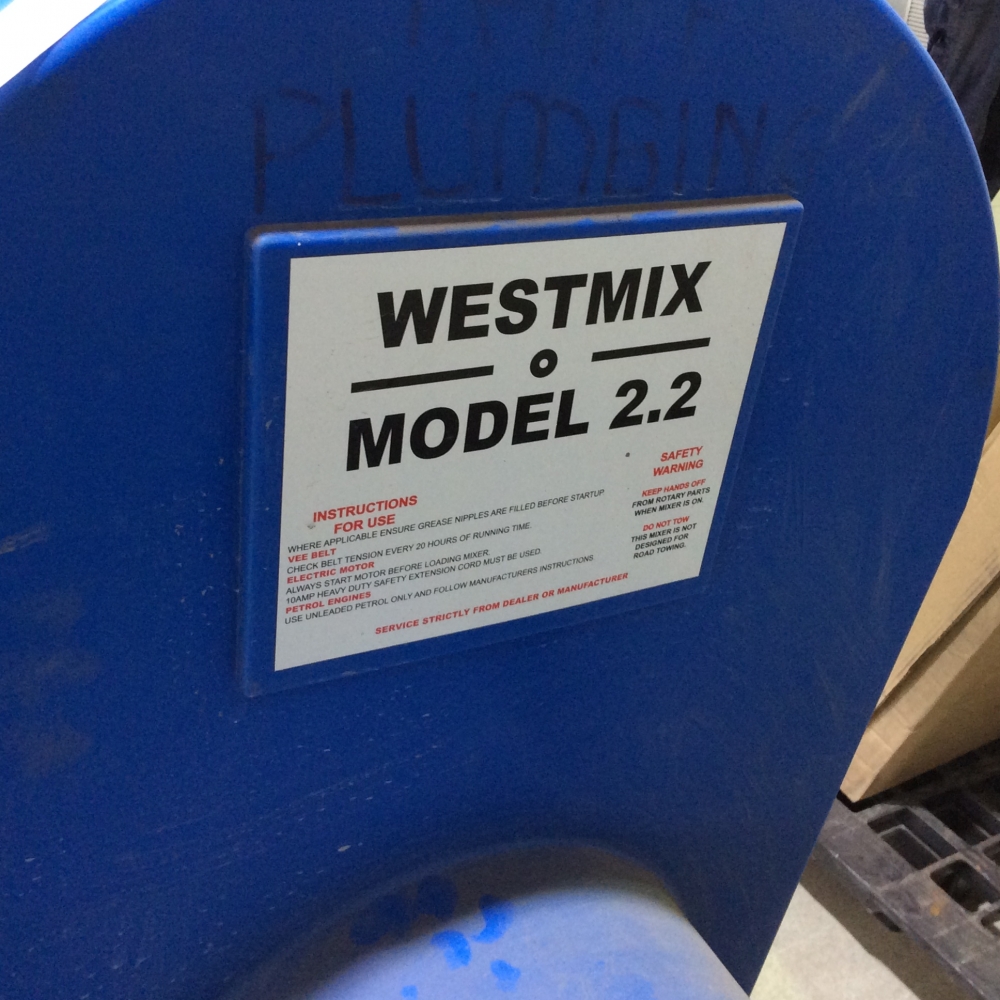 PLUMBING
WESTMIX
MODEL 2.2
INSTRUCTIONS
FOR USE
WHERE APPLICABLE ENSURE GREASE NIPPLES ARE FILLED BEFORE STARTUP
VEE BELT
CHECK BELT TENSION EVERY 20 HOURS OF RUNNING TIME.
ELECTRIC MOTOR
ALWAYS START MOTOR BEFORE LOADING MIXER.
10AMP HEAVY DUTY SAFETY EXTENSION CORD MUST BE USED.
PETROL ENGINES
USE UNLEADED PETROL ONLY AND FOLLOW MANUFACTURERS INSTRUCTIONS
SAFETY
WARNING
KEEP HANDS OFF
FROM ROTARY PARTS
WHEN MIXER IS ON.
DO NOT TOW
THIS MIXER IS NOT
DESIGNED FOR
ROAD TOWING.
SERVICE STRICTLY FROM DEALER OR MANUFACTURER